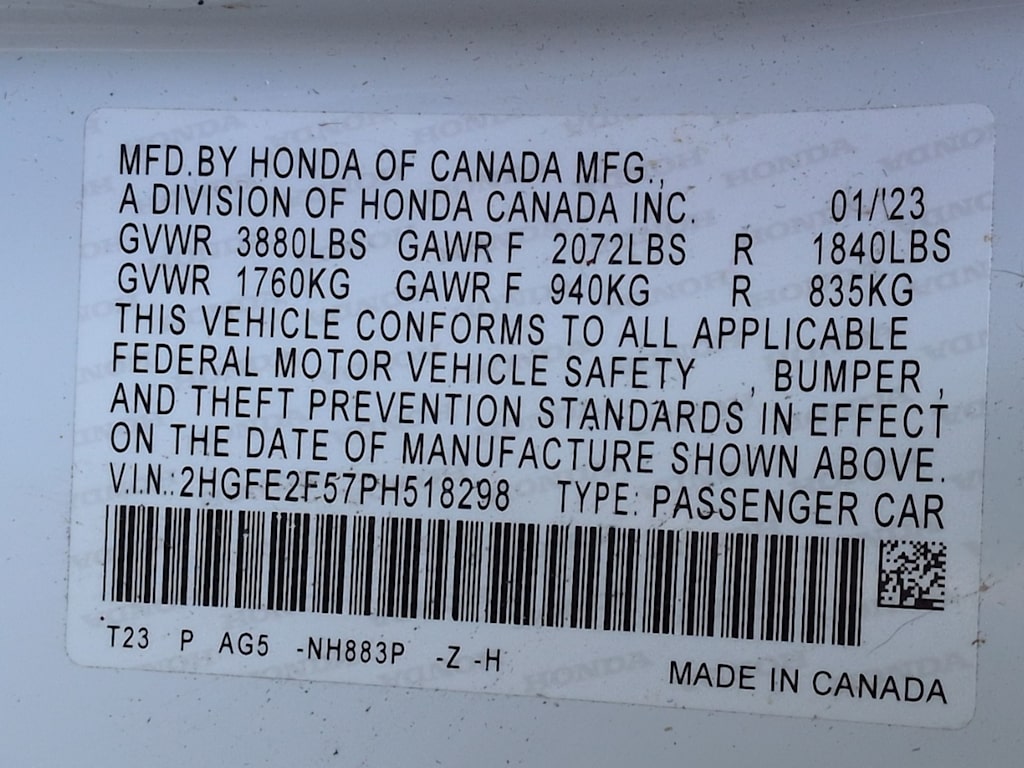 MFD.BY HONDA OF CANADA MFG.,
A DIVISION OF HONDA CANADA INC. 01/'23
GVWR 3880LBS GAWR F 2072LBS R 1840LBS
GVWR 1760KG GAWR F 940KG R 835KG
THIS VEHICLE CONFORMS TO ALL APPLICABLE
FEDERAL MOTOR VEHICLE SAFETY , BUMPER ,
AND THEFT PREVENTION STANDARDS IN EFFECT
ON THE DATE OF MANUFACTURE SHOWN ABOVE.
V.I.N.:2HGFE2F57PH518298 TYPE: PASSENGER CAR
T23 P AG5 -NH883P -Z -H
MADE IN CANADA